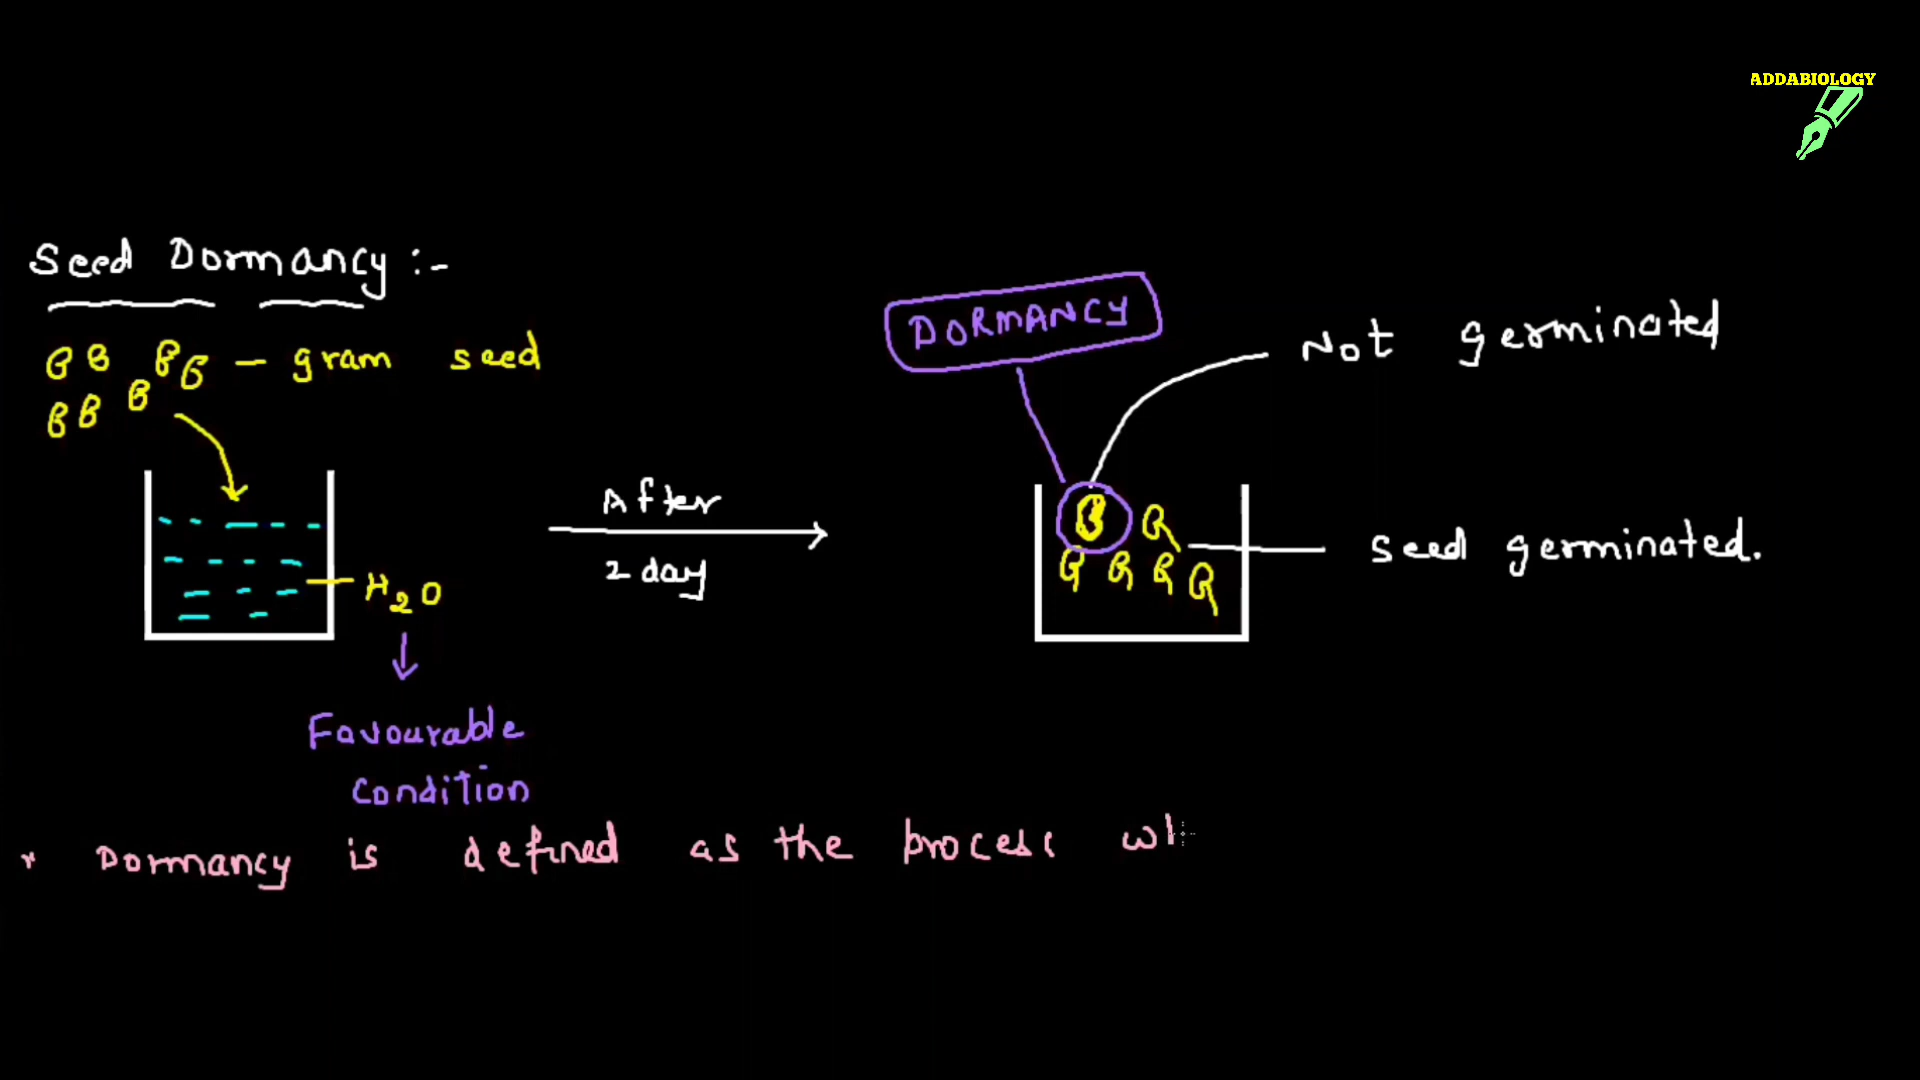 ADDABIOLOGY
Seed Dormancy :-
- gram seed
DORMANCY
Not germinated
After
2 day
seed germinated.
H2O
Favourable
condition
* Dormancy is defined as the process